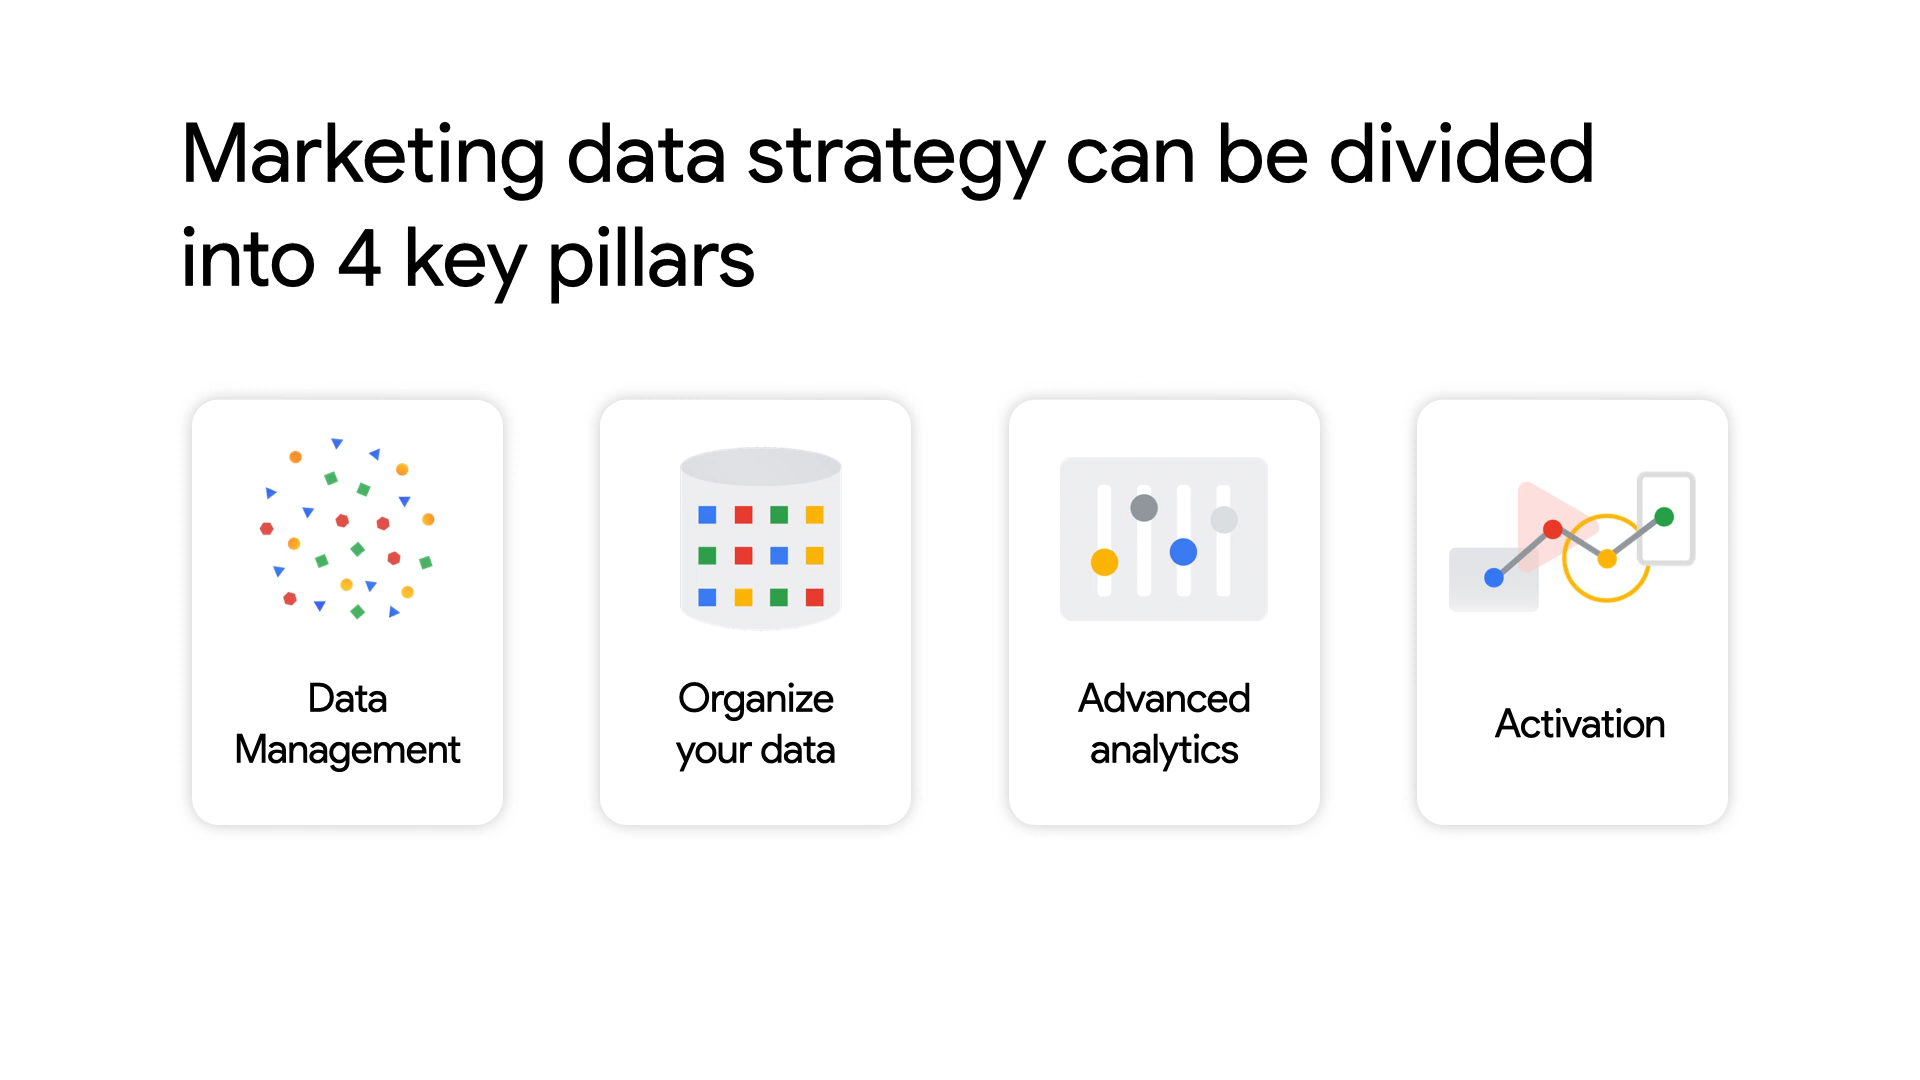 Marketing data strategy can be divided
into 4 key pillars
Data
Management
Organize
your data
Advanced
analytics
Activation